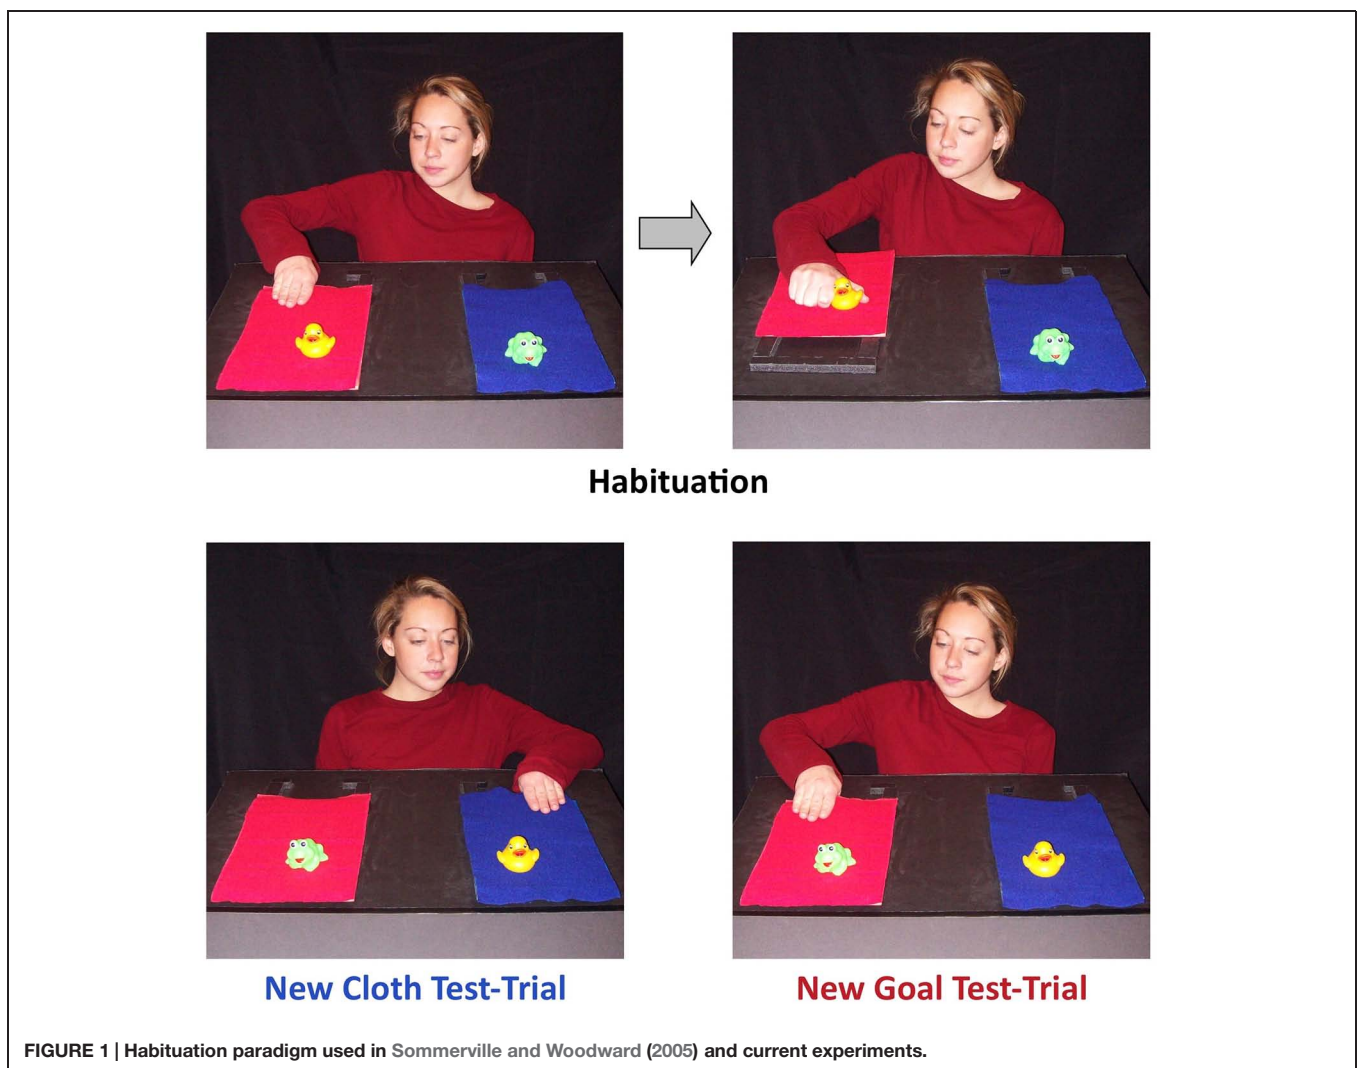 Habituation
New Cloth Test-Trial
New Goal Test-Trial
FIGURE 1 | Habituation paradigm used in Sommerville and Woodward (2005) and current experiments.